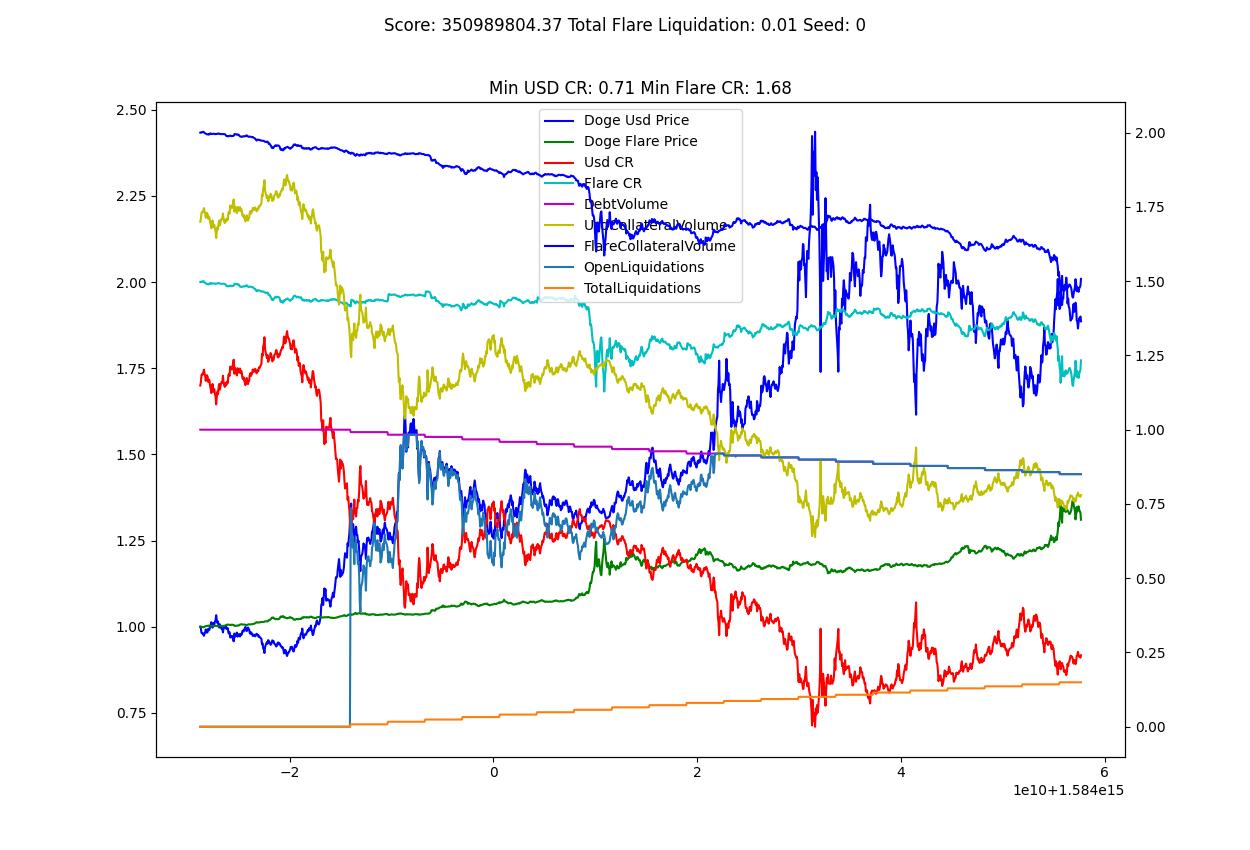 Score: 350989804.37 Total Flare Liquidation: 0.01 Seed: 0
Min USD CR: 0.71 Min Flare CR: 1.68
2.50
2.25
2.00
1.75
1.50
1.25
1.00
0.75
Doge Usd Price
Doge Flare Price
Usd CR
Flare CR
DebtVolume
UsdCollateralVolume
FlareCollateralVolume
OpenLiquidations
TotalLiquidations
2.00
1.75
1.50
1.25
1.00
0.75
0.50
0.25
0.00
−2 0 2 4 6
1e10+1.584e15